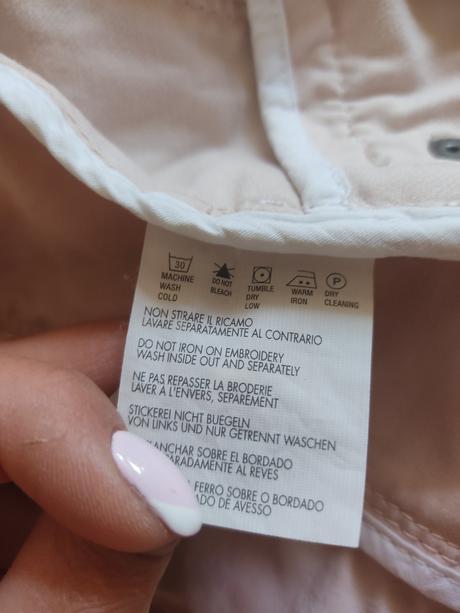 30
MACHINE
WASH
COLD
DO NOT
BLEACH
TUMBLE
DRY
LOW
WARM
IRON
P
DRY
CLEANING
NON STIRARE IL RICAMO
LAVARE SEPARATAMENTE AL CONTRARIO
DO NOT IRON ON EMBROIDERY
WASH INSIDE OUT AND SEPARATELY
NE PAS REPASSER LA BRODERIE
LAVER À L'ENVERS, SEPARÉMENT
STICKEREI NICHT BUEGELN
VON LINKS UND NUR GETRENNT WASCHEN
SOBRE EL BORDADO
AL REVES
FERRO SOBRE O BORDADO
DE AVESSO